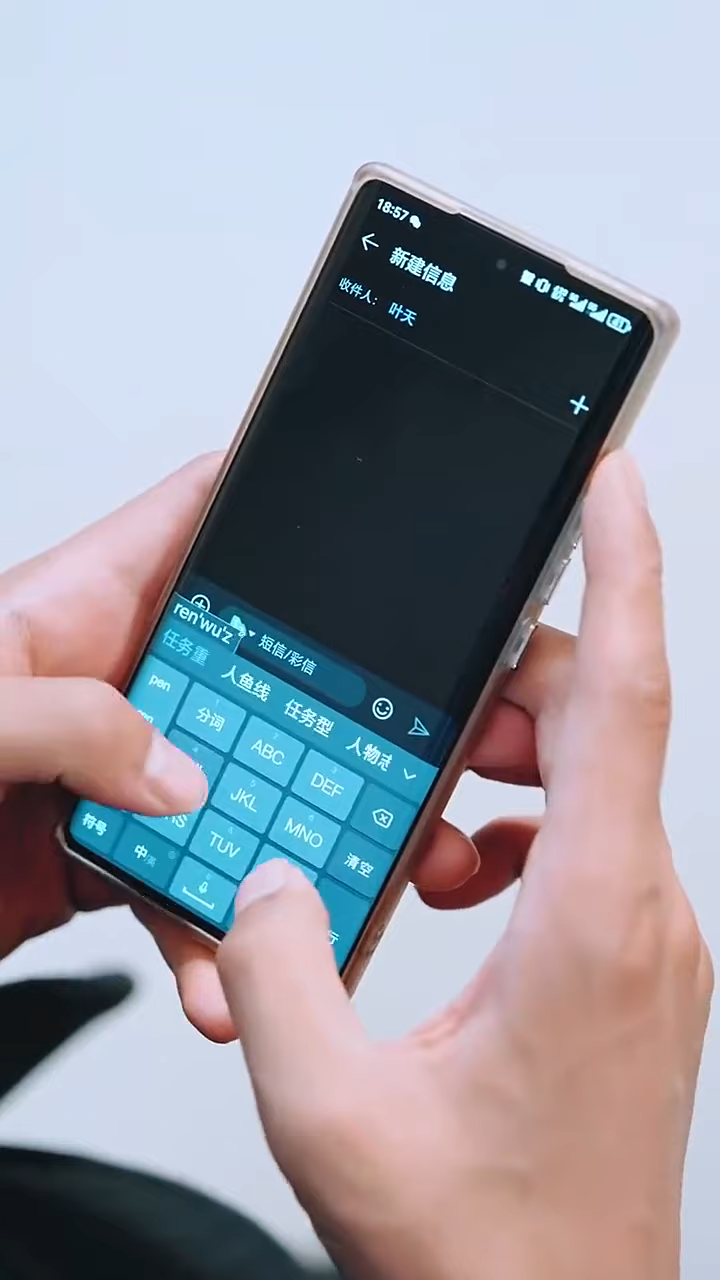 18:57
新建信息
收件人： 叶天
ren'wu'z
短信/彩信
任务重 人鱼线 任务型 人物志
pen
分词 ABC DEF
JKL MNO
TUV
符号 中/英 清空
行